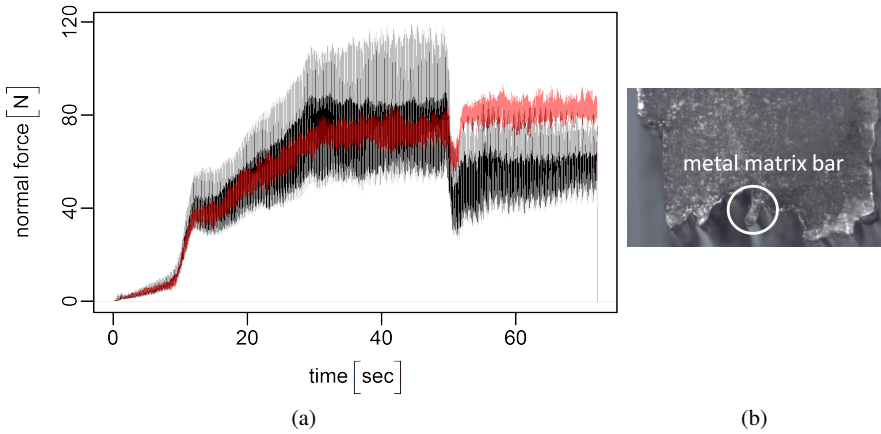 120
80
40
0
normal force [N]
0 20 40 60
time [sec]
metal matrix bar
(a) (b)